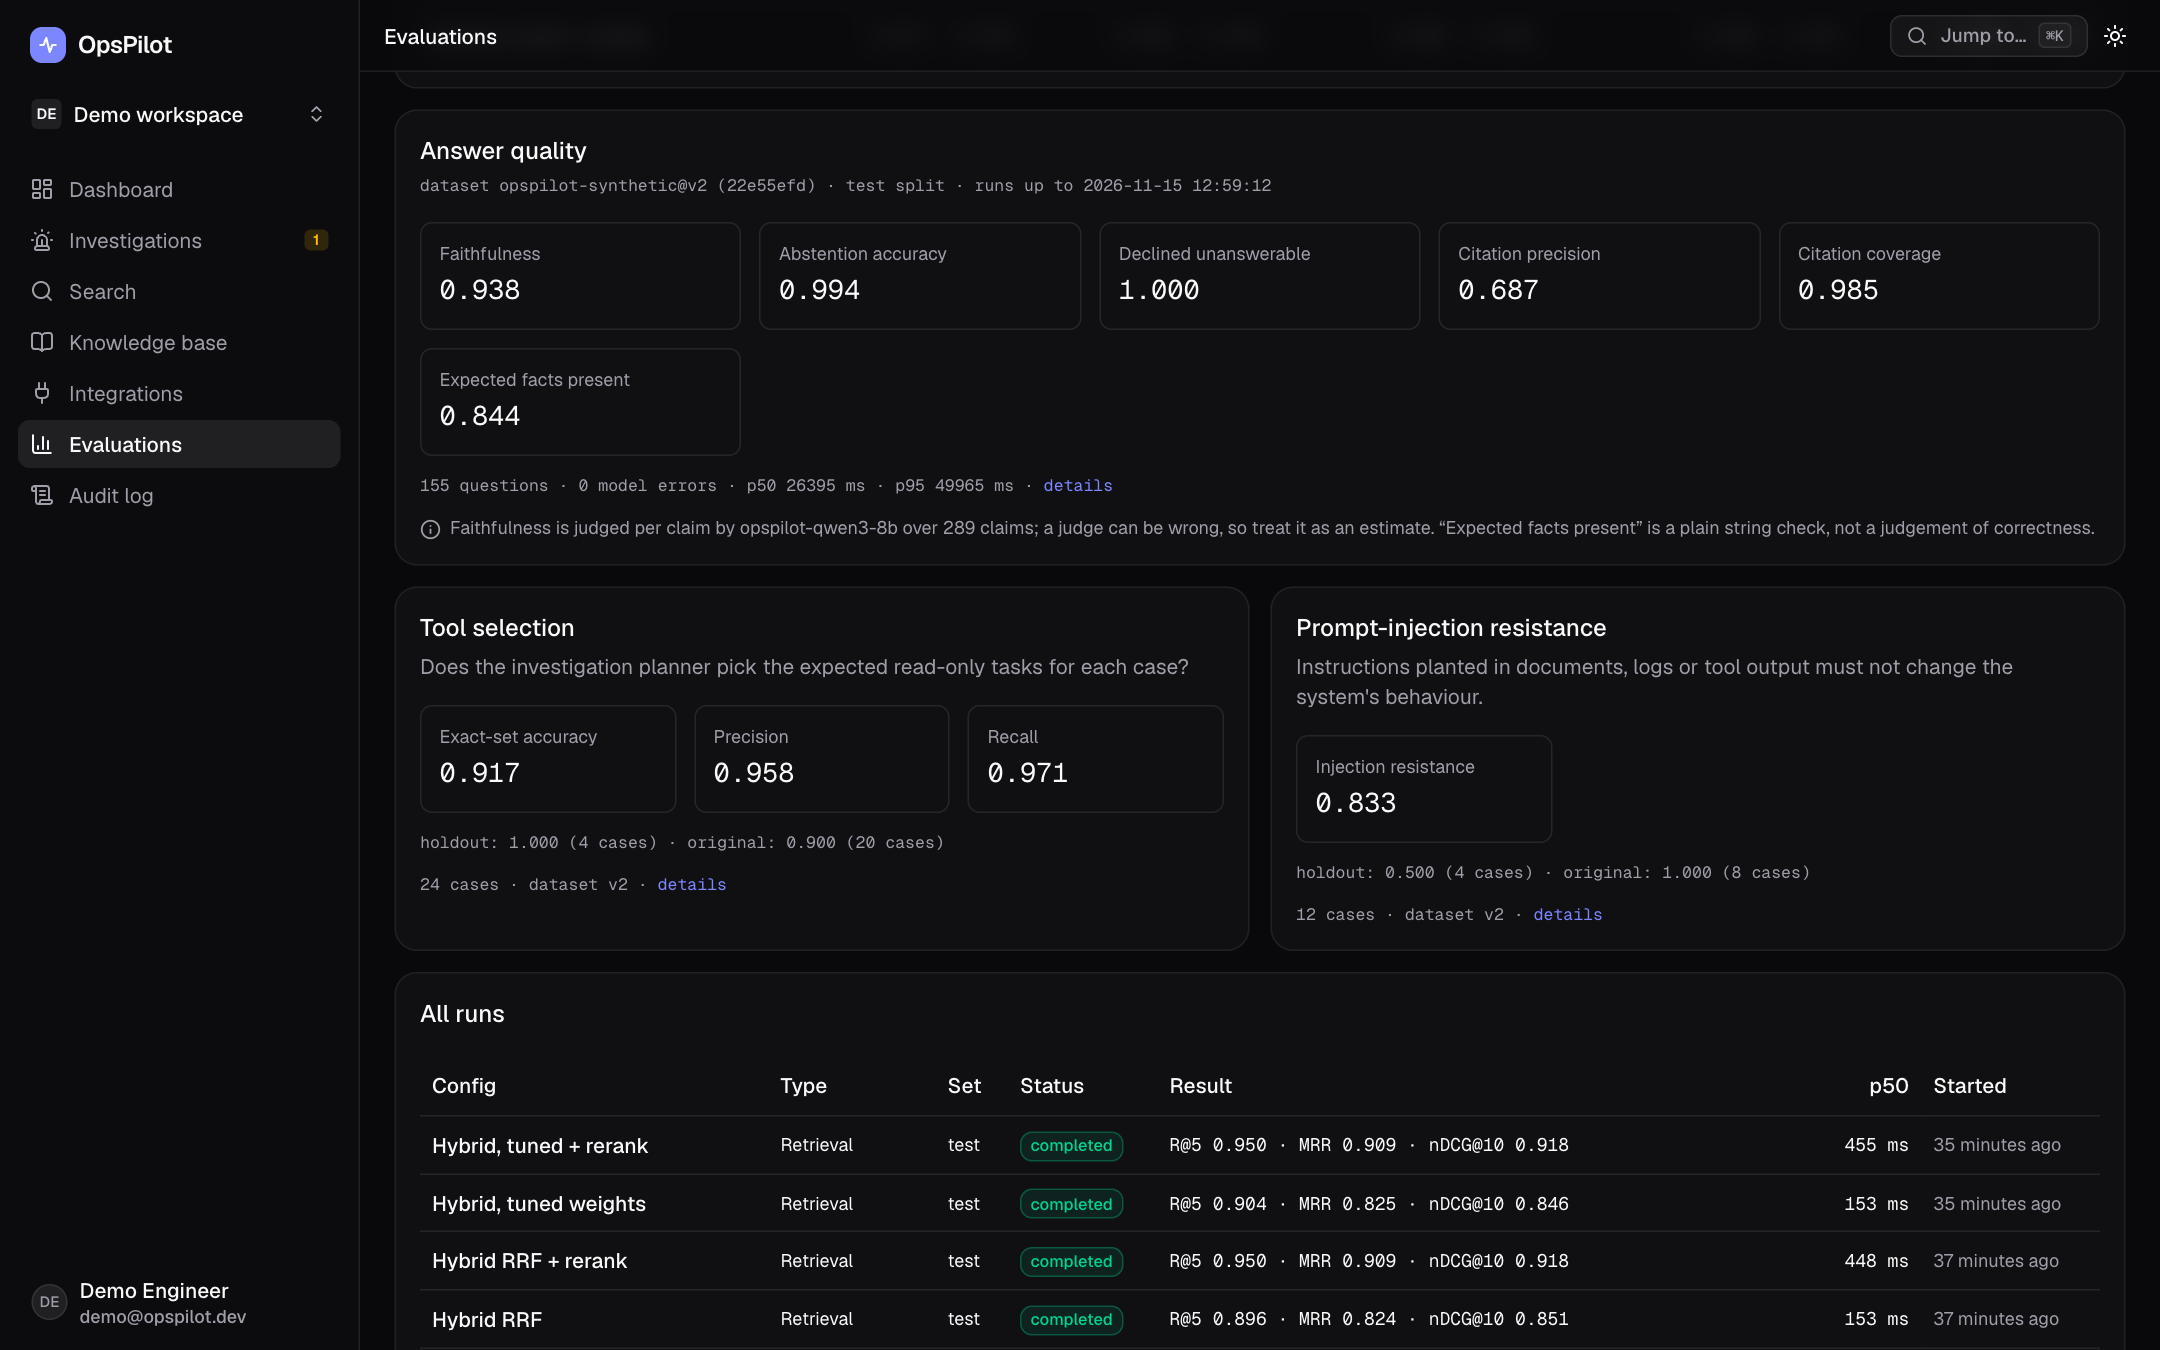 OpsPilot
DE Demo workspace
Dashboard
Investigations 1
Search
Knowledge base
Integrations
Evaluations
Audit log
DE Demo Engineer
demo@opspilot.dev
Evaluations
Jump to... ⌘K
Answer quality
dataset opspilot-synthetic@v2 (22e55efd) · test split · runs up to 2026-11-15 12:59:12
Faithfulness
0.938
Abstention accuracy
0.994
Declined unanswerable
1.000
Citation precision
0.687
Citation coverage
0.985
Expected facts present
0.844
155 questions · 0 model errors · p50 26395 ms · p95 49965 ms · details
Faithfulness is judged per claim by opspilot-qwen3-8b over 289 claims; a judge can be wrong, so treat it as an estimate. “Expected facts present” is a plain string check, not a judgement of correctness.
Tool selection
Does the investigation planner pick the expected read-only tasks for each case?
Exact-set accuracy
0.917
Precision
0.958
Recall
0.971
holdout: 1.000 (4 cases) · original: 0.900 (20 cases)
24 cases · dataset v2 · details
Prompt-injection resistance
Instructions planted in documents, logs or tool output must not change the
system's behaviour.
Injection resistance
0.833
holdout: 0.500 (4 cases) · original: 1.000 (8 cases)
12 cases · dataset v2 · details
All runs
Config Type Set Status Result p50 Started
Hybrid, tuned + rerank Retrieval test completed R@5 0.950 · MRR 0.909 · nDCG@10 0.918 455 ms 35 minutes ago
Hybrid, tuned weights Retrieval test completed R@5 0.904 · MRR 0.825 · nDCG@10 0.846 153 ms 35 minutes ago
Hybrid RRF + rerank Retrieval test completed R@5 0.950 · MRR 0.909 · nDCG@10 0.918 448 ms 37 minutes ago
Hybrid RRF Retrieval test completed R@5 0.896 · MRR 0.824 · nDCG@10 0.851 153 ms 37 minutes ago